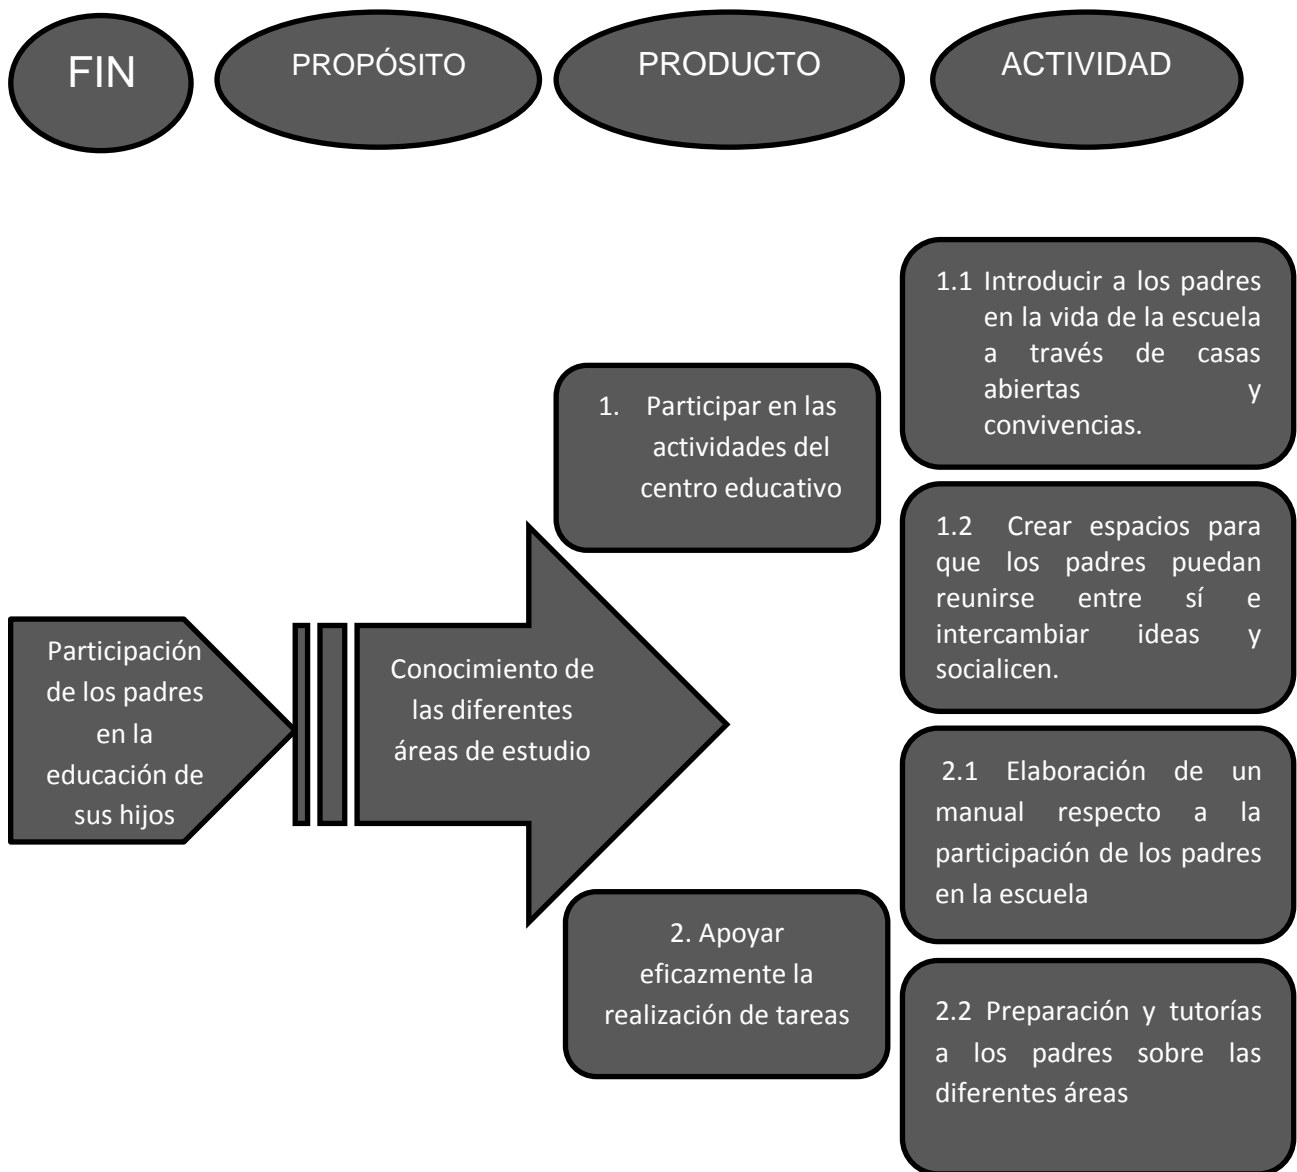 FIN
PROPÓSITO
PRODUCTO
ACTIVIDAD
Participación
de los padres
en la
educación de
sus hijos
Conocimiento de
las diferentes
áreas de estudio
1. Participar en las
actividades del
centro educativo
2. Apoyar
eficazmente la
realización de tareas
1.1 Introducir a los padres
en la vida de la escuela
a través de casas
abiertas y
convivencias.
1.2 Crear espacios para
que los padres puedan
reunirse entre sí e
intercambiar ideas y
socialicen.
2.1 Elaboración de un
manual respecto a la
participación de los padres
en la escuela
2.2 Preparación y tutorías
a los padres sobre las
diferentes áreas